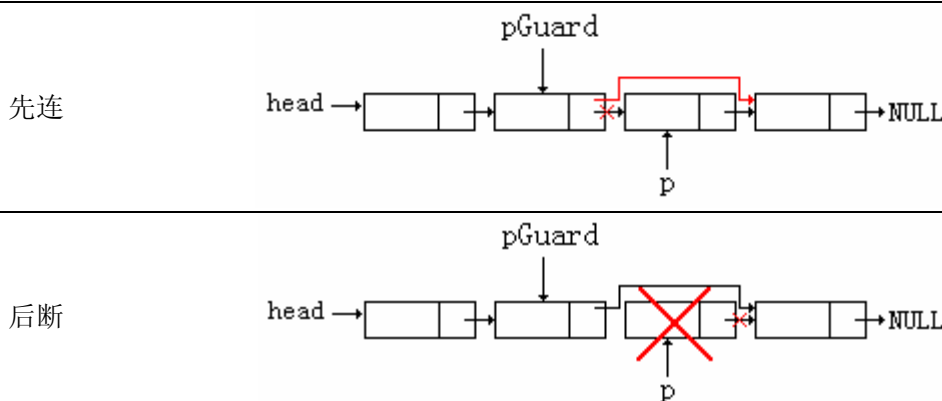 pGuard
先连
head
NULL
p
pGuard
后断
head
NULL
p